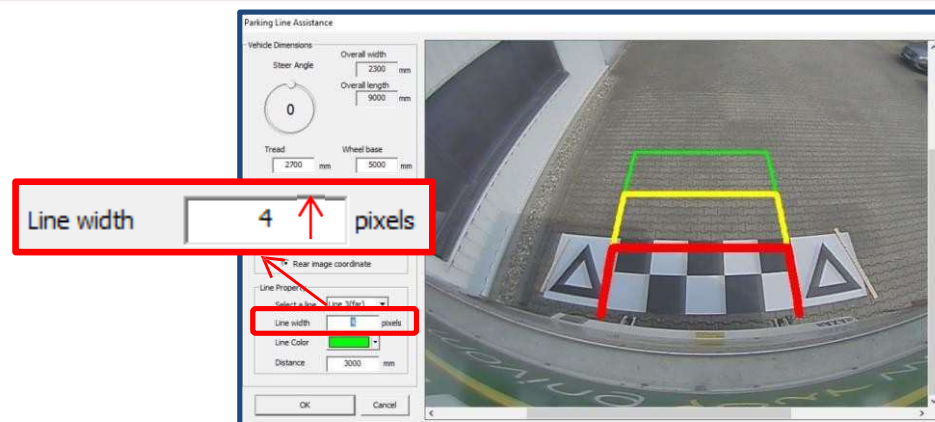 Parking Line Assistance
Vehicle Dimensions
Steer Angle
Overall width
2300 mm
Overall length
9000 mm
0
Tread
Wheel base
2700 mm
5000 mm
Line width 4 pixels
Rear image coordinate
Line Property
Select a line Line 3(far)
Line width 4 pixels
Line Color
Distance 3000 mm
OK
Cancel